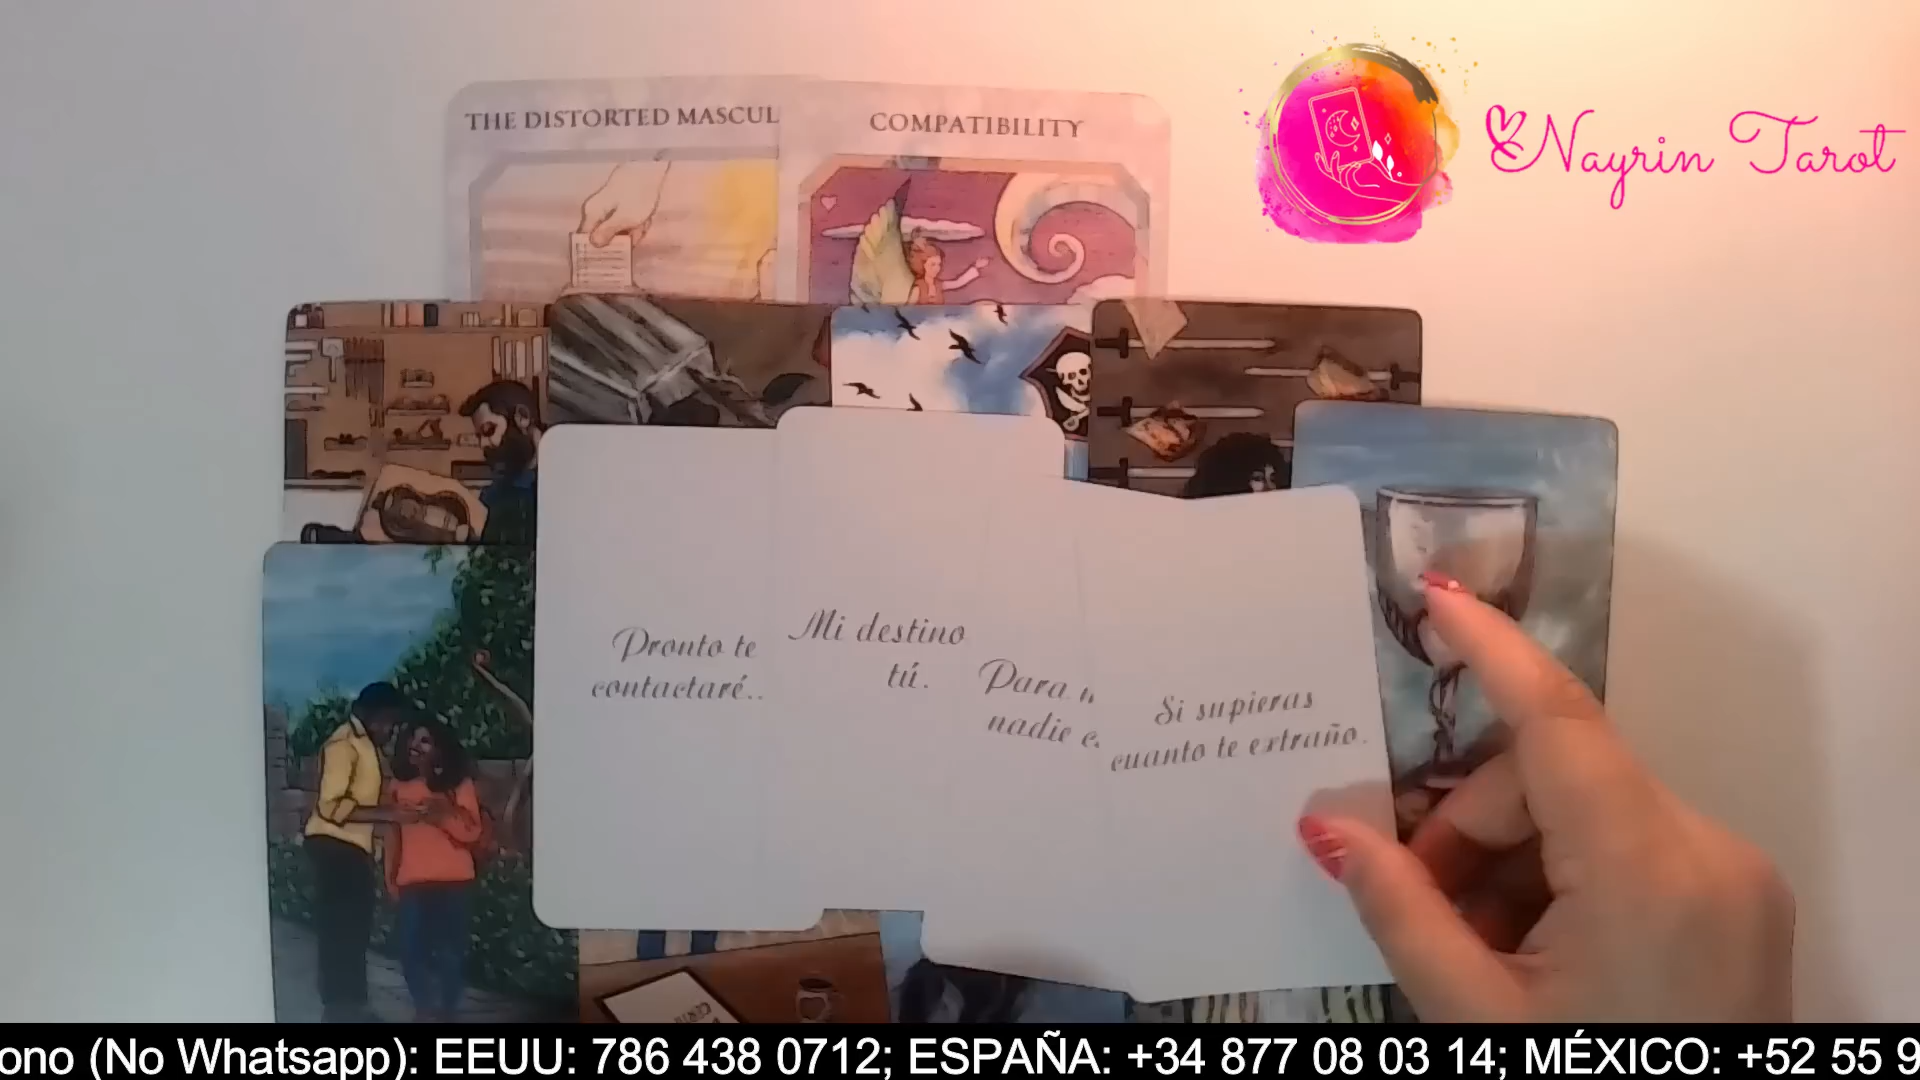 THE DISTORTED MASCUL
COMPATIBILITY
Nayrin Tarot
Pronto te
contactaré..
Mi destino
tú.
Para
nadie
Si supieras
cuanto te extraño.
ono (No Whatsapp): EEUU: 786 438 0712; ESPAÑA: +34 877 08 03 14; MÉXICO: +52 55 9